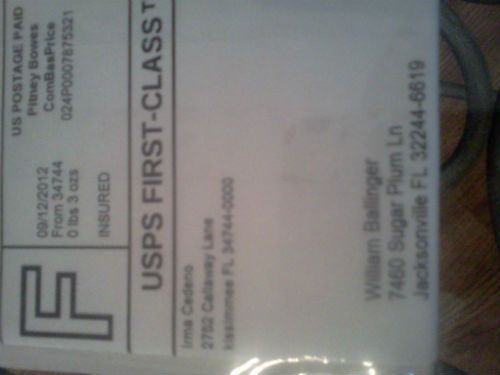 F
US POSTAGE PAID
Pitney Bowes
ComBasPrice
024P0007875321
09/12/2012
From 34744
0 lbs 3 ozs
INSURED
USPS FIRST-CLASS T
Irma Cedeno
2752 Callaway Lane
kissimmee FL 34744-0000
William Ballinger
7460 Sugar Plum Ln
Jacksonville FL 32244-6619